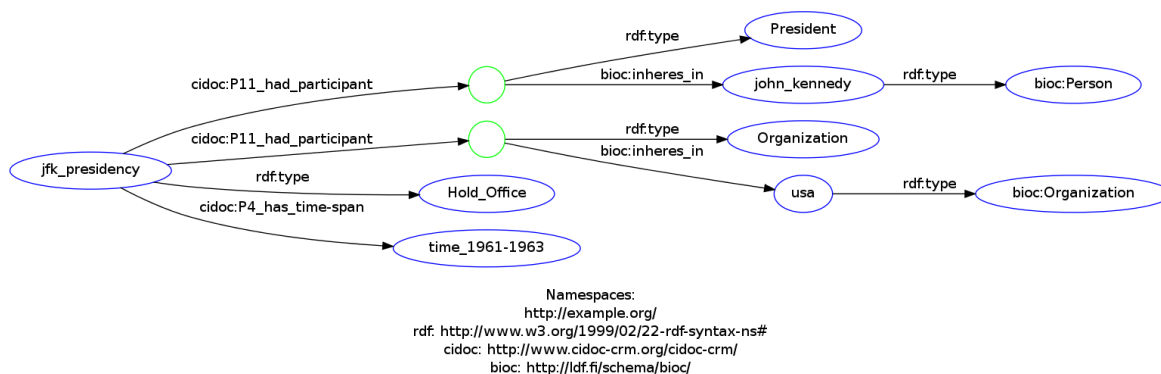 President
rdf:type
cidoc:P11_had_participant
bioc:inheres_in
john_kennedy
rdf:type
bioc:Person
cidoc:P11_had_participant
rdf:type
Organization
bioc:inheres_in
jfk_presidency
rdf:type
Hold_Office
usa
rdf:type
bioc:Organization
cidoc:P4_has_time-span
time_1961-1963
Namespaces:
http://example.org/
rdf: http://www.w3.org/1999/02/22-rdf-syntax-ns#
cidoc: http://www.cidoc-crm.org/cidoc-crm/
bioc: http://ldf.fi/schema/bioc/